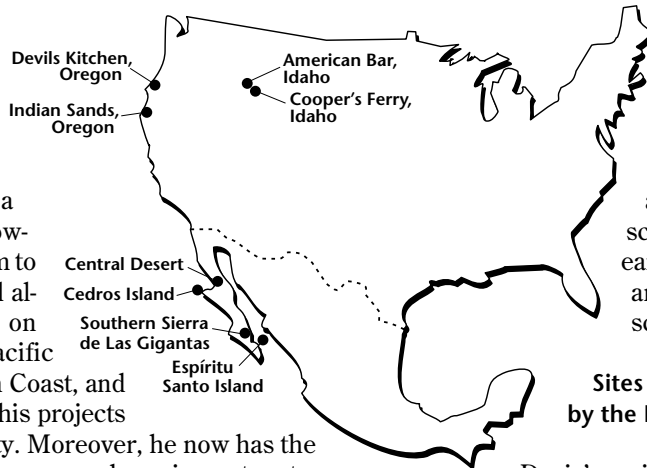 Devils Kitchen,
Oregon
Indian Sands,
Oregon
American Bar,
Idaho
Cooper's Ferry,
Idaho
Central Desert
Cedros Island
Southern Sierra
de Las Gigantas
Espíritu
Santo Island
a
m to
on
Coast, and
his projects
Moreover, he now has the
Sites
by the